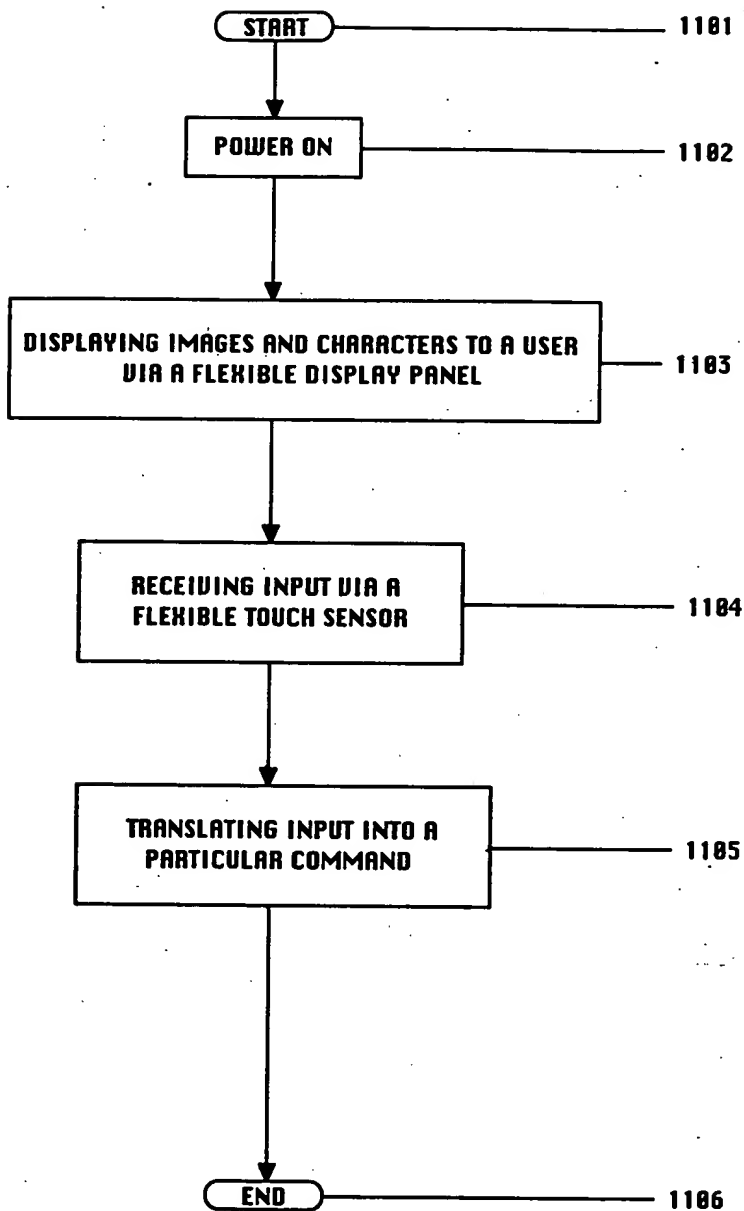 START 1101
POWER ON 1102
DISPLAYING IMAGES AND CHARACTERS TO A USER
VIA A FLEXIBLE DISPLAY PANEL
1103
RECEIVING INPUT VIA A
FLEXIBLE TOUCH SENSOR
1104
TRANSLATING INPUT INTO A
PARTICULAR COMMAND
1105
END 1106